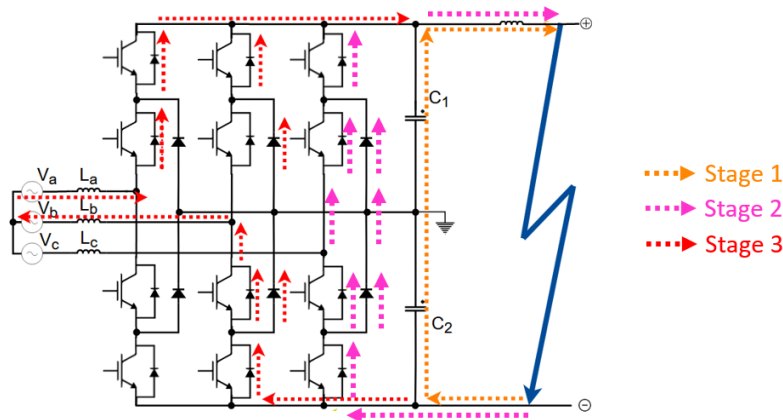 ⊕
C1
Va
La
Vb
Lb
Vc
Lc
C2
⊖
Stage 1
Stage 2
Stage 3